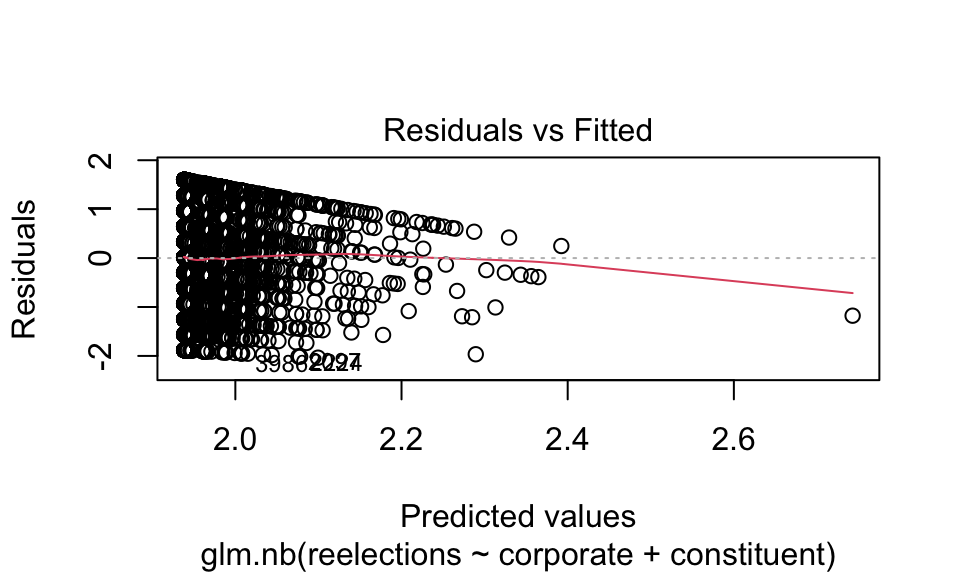 Residuals vs Fitted
Residuals
2
1
0
-2
2.0
2.2
2.4
2.6
Predicted values
glm.nb(reelections ~ corporate + constituent)